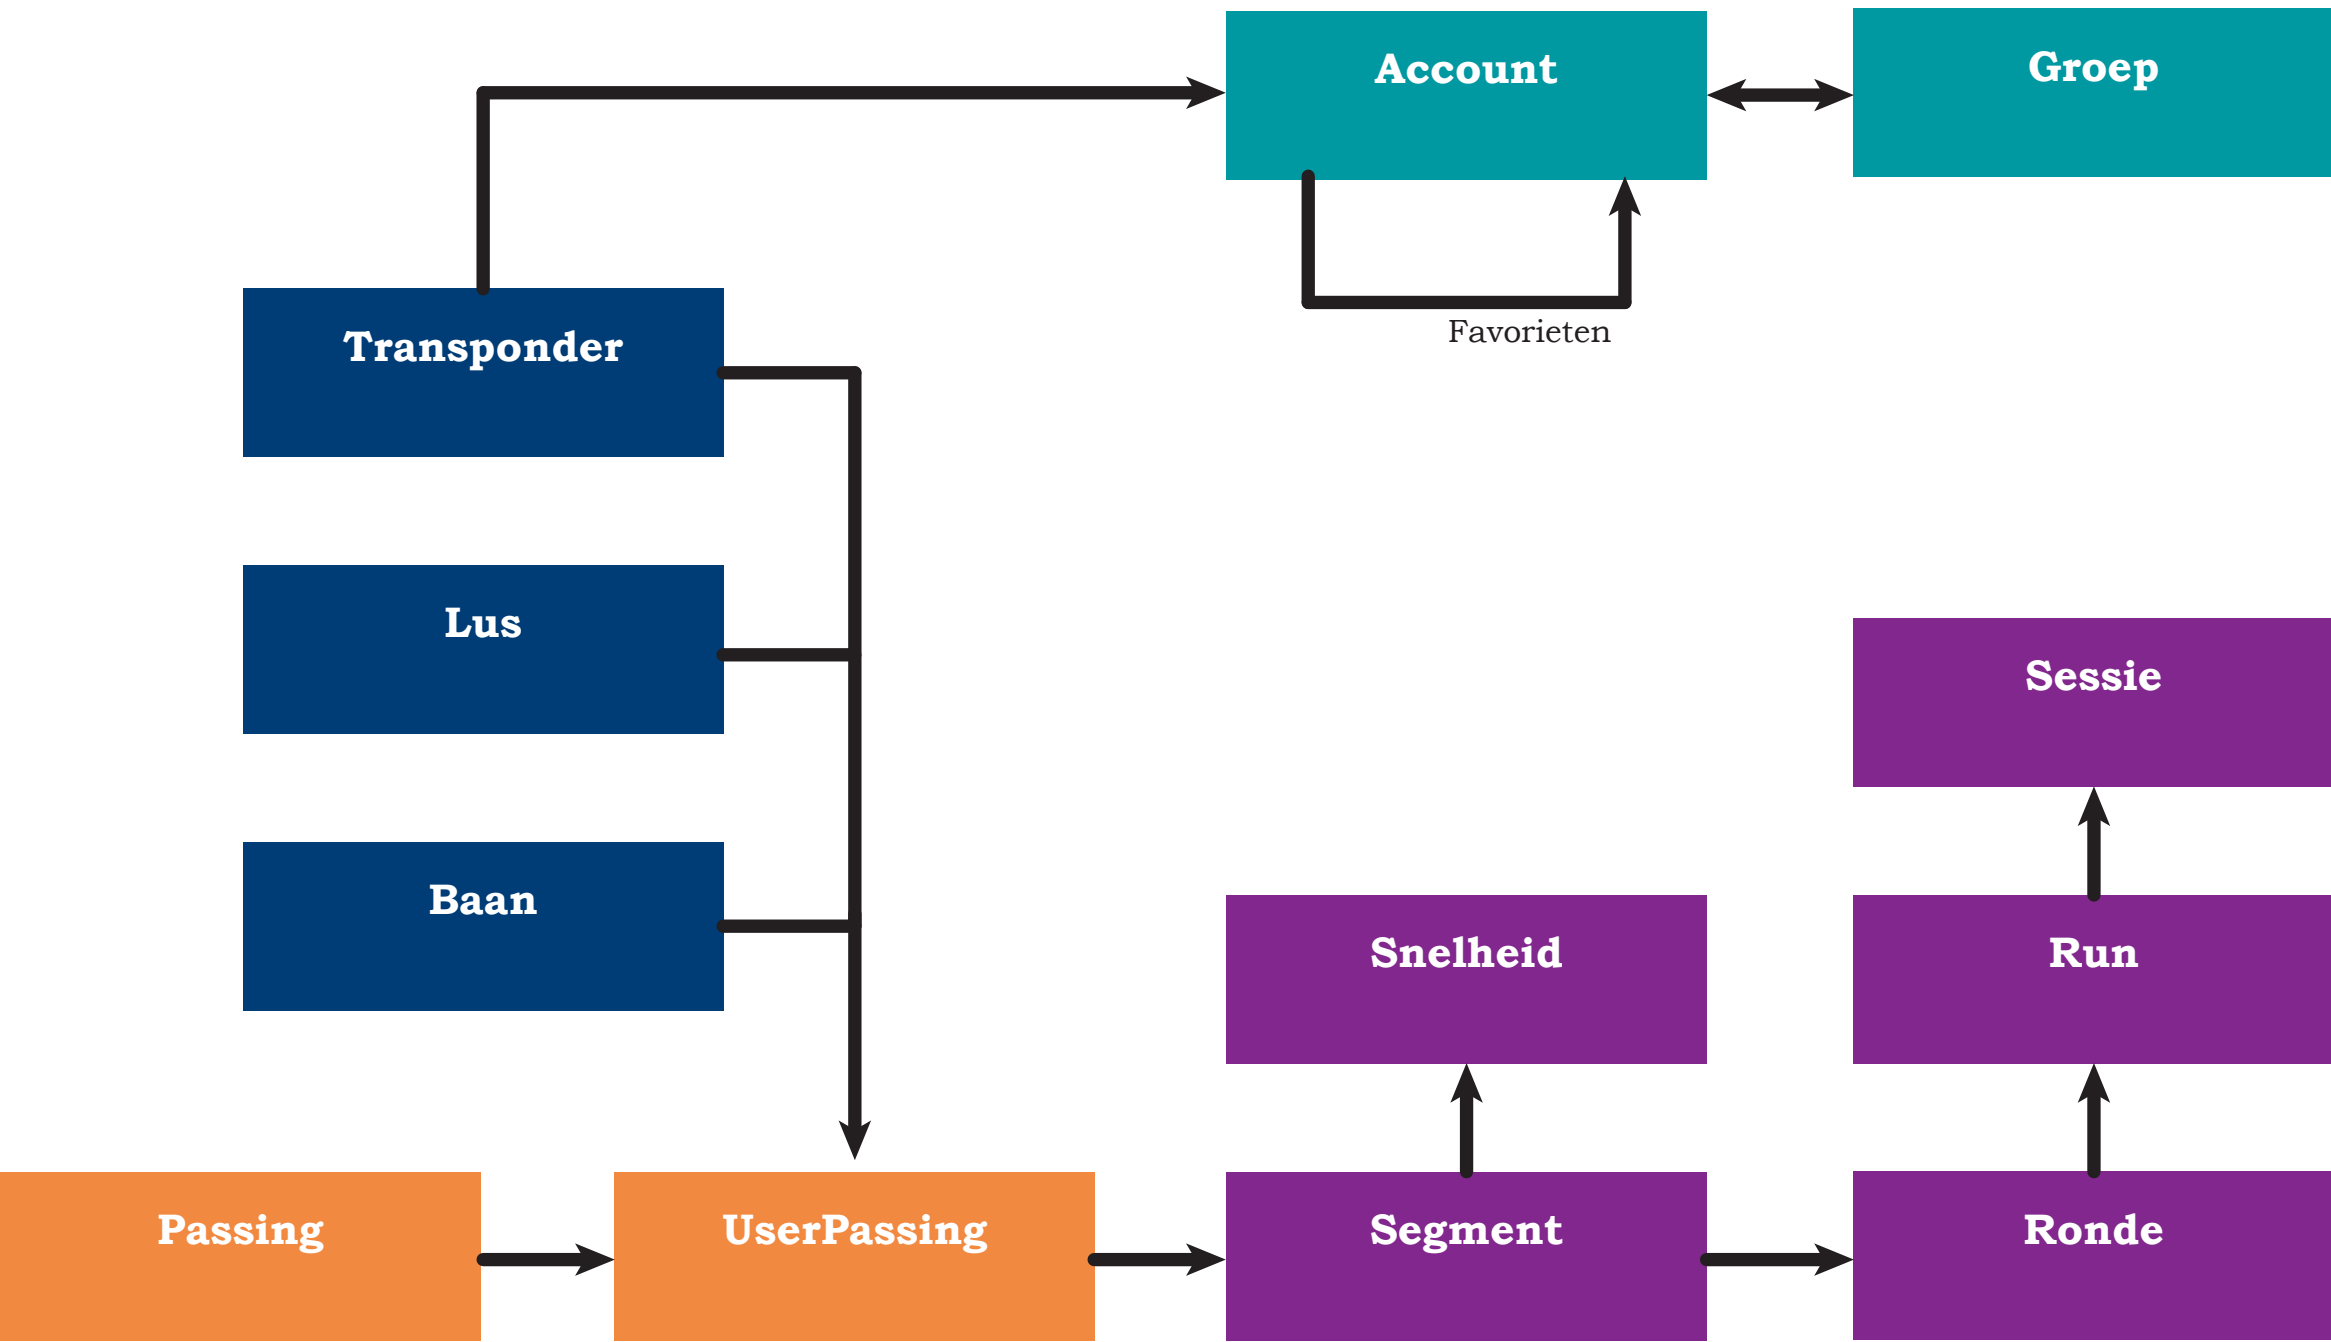 Account
Groep
Favorieten
Transponder
Lus
Sessie
Baan
Snelheid
Run
Passing
UserPassing
Segment
Ronde